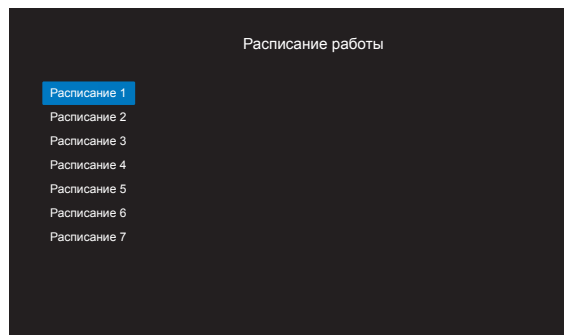 Расписание работы
Расписание 1
Расписание 2
Расписание 3
Расписание 4
Расписание 5
Расписание 6
Расписание 7